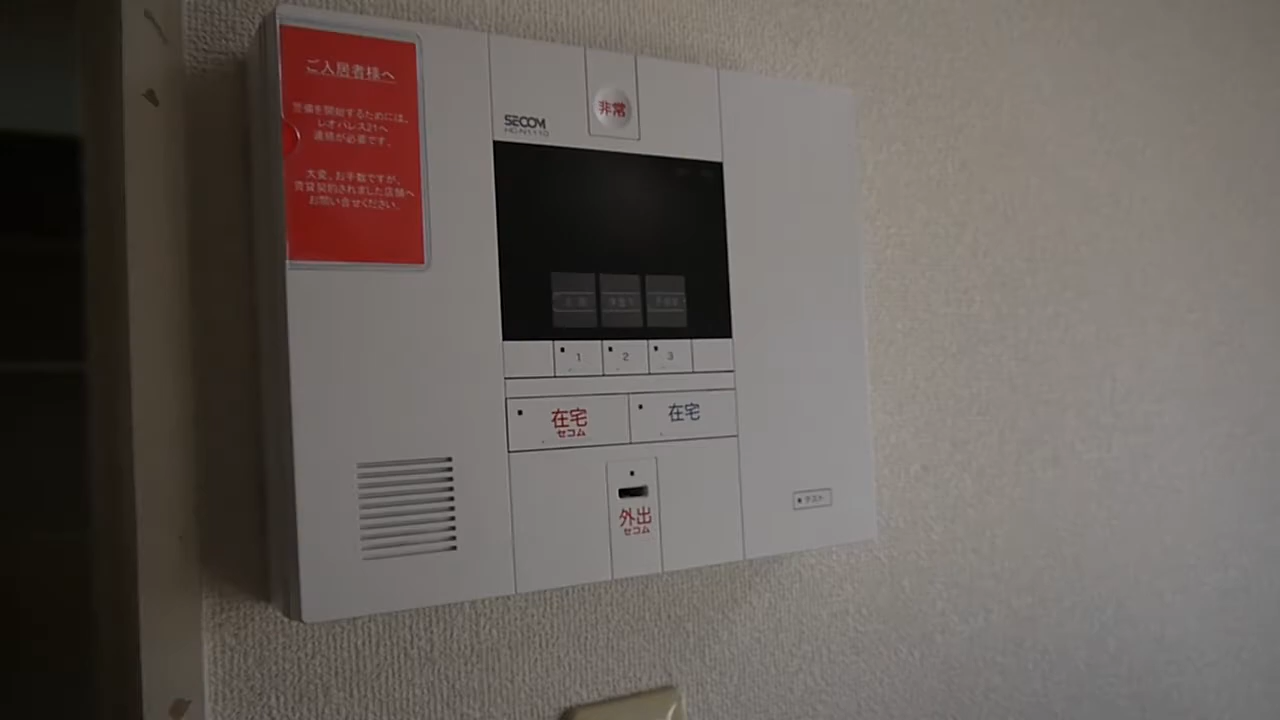 ご入居者様へ
警備を開始するためには、
レオパレス21へ
連絡が必要です。
大変、お手数ですが、
賃貸契約されました店舗へ
お問い合せください。
SECOM
非常
1
2
3
在宅
セコム
在宅
外出
セコム
テスト